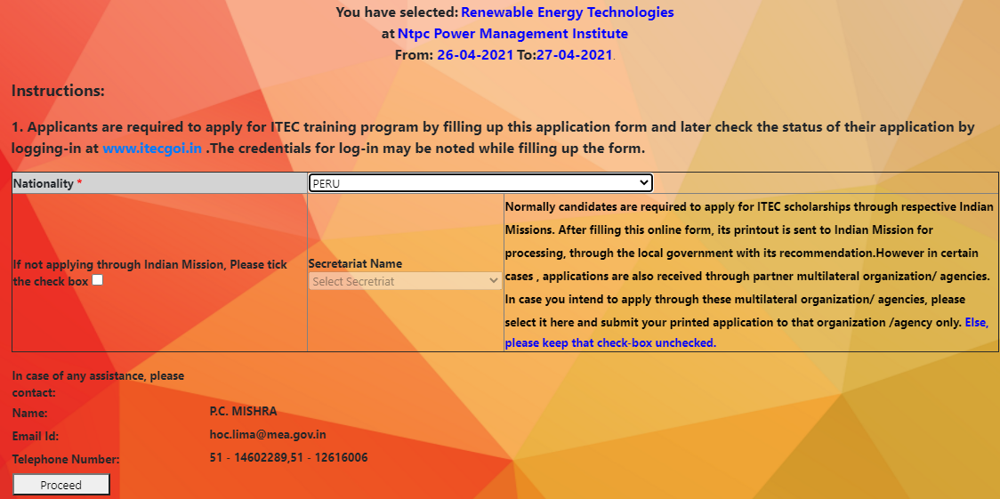 You have selected: Renewable Energy Technologies
at Ntpc Power Management Institute
From: 26-04-2021 To:27-04-2021.
Instructions:
1. Applicants are required to apply for ITEC training program by filling up this application form and later check the status of their application by
logging-in at www.itecgoi.in .The credentials for log-in may be noted while filling up the form.
Nationality *
PERU
If not applying through Indian Mission, Please tick
the check box
Secretariat Name
Select Secretriat
Normally candidates are required to apply for ITEC scholarships through respective Indian
Missions. After filling this online form, its printout is sent to Indian Mission for
processing, through the local government with its recommendation.However in certain
cases , applications are also received through partner multilateral organization/ agencies.
In case you intend to apply through these multilateral organization/ agencies, please
select it here and submit your printed application to that organization /agency only. Else,
please keep that check-box unchecked.
In case of any assistance, please
contact:
Name: P.C. MISHRA
Email Id: hoc.lima@mea.gov.in
Telephone Number: 51 - 14602289,51 - 12616006
Proceed